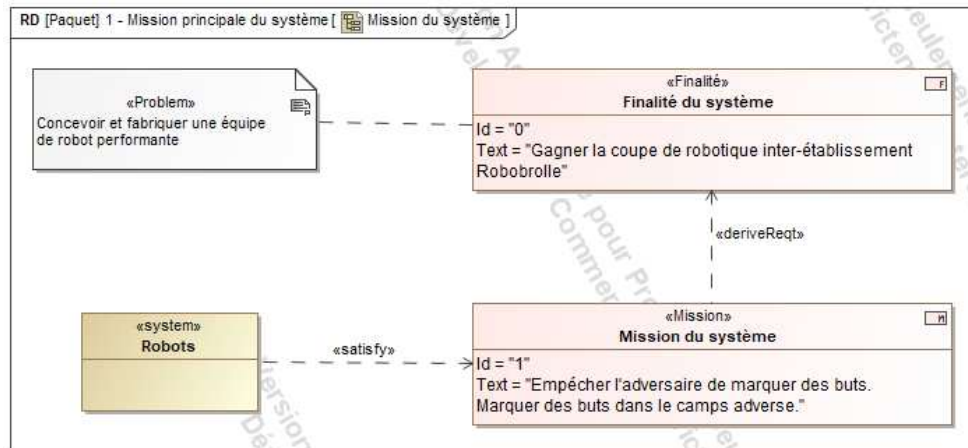 RD [Paquet] 1 - Mission principale du système [ Mission du système ]
«Problem»
Concevoir et fabriquer une équipe
de robot performante
«Finalité»
F
Finalité du système
Id = "0"
Text = "Gagner la coupe de robotique inter-établissement
Robobrolle"
«deriveReqt»
«system»
Robots
«satisfy»
«Mission»
M
Mission du système
Id = "1"
Text = "Empécher l'adversaire de marquer des buts.
Marquer des buts dans le camps adverse."